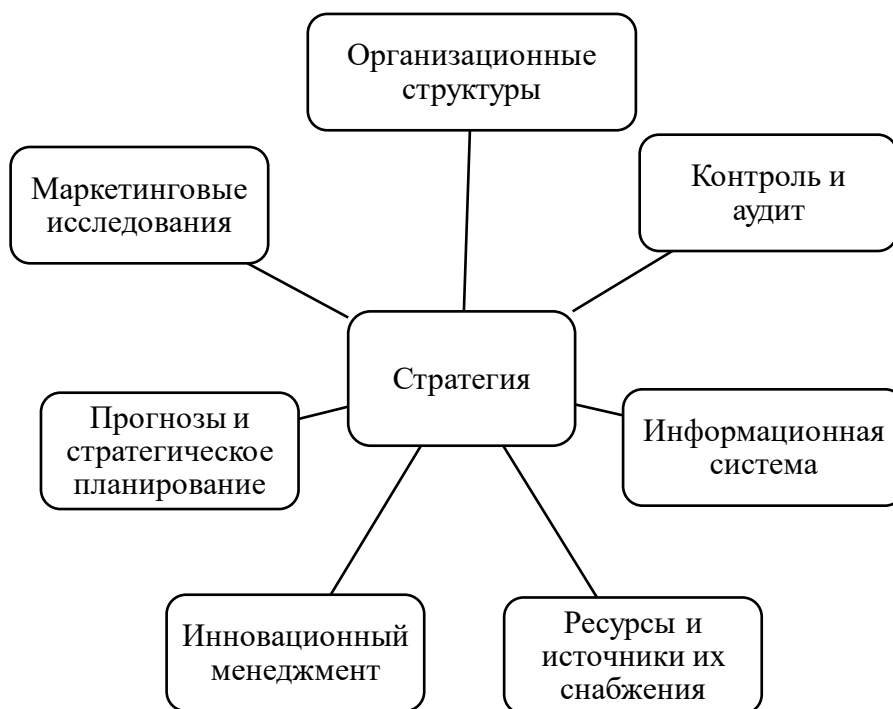 Организационные
структуры
Маркетинговые
исследования
Контроль и
аудит
Стратегия
Прогнозы и
стратегическое
планирование
Информационная
система
Инновационный
менеджмент
Ресурсы и
источники их
снабжения